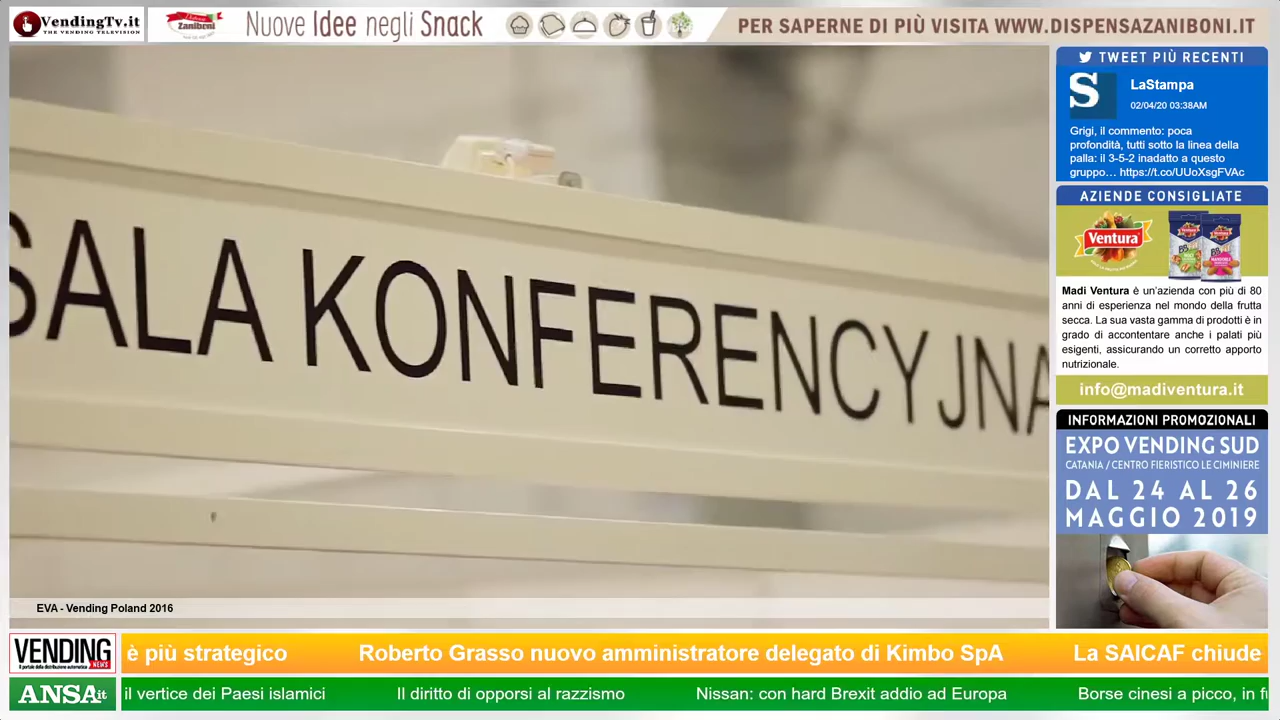 VendingTv.it
THE VENDING TELEVISION
Zaniboni
Nuove Idee negli Snack
PER SAPERNE DI PIÙ VISITA WWW.DISPENSAZANIBONI.IT
SALA KONFERENCYJNA
EVA - Vending Poland 2016
TWEET PIÙ RECENTI
S
LaStampa
02/04/20 03:38AM
Grigi, il commento: poca
profondità, tutti sotto la linea della
palla: il 3-5-2 inadatto a questo
gruppo… https://t.co/UUoXsgFVAc
AZIENDE CONSIGLIATE
Ventura
Madi Ventura è un'azienda con più di 80
anni di esperienza nel mondo della frutta
secca. La sua vasta gamma di prodotti è in
grado di accontentare anche i palati più
esigenti, assicurando un corretto apporto
nutrizionale.
info@madiventura.it
INFORMAZIONI PROMOZIONALI
EXPO VENDING SUD
CATANIA / CENTRO FIERISTICO LE CIMINIERE
DAL 24 AL 26
MAGGIO 2019
VENDING
NEWS
Il portale della distribuzione automatica
è più strategico Roberto Grasso nuovo amministratore delegato di Kimbo SpA La SAICAF chiude
ANSA.it
il vertice dei Paesi islamici Il diritto di opporsi al razzismo Nissan: con hard Brexit addio ad Europa Borse cinesi a picco, in f